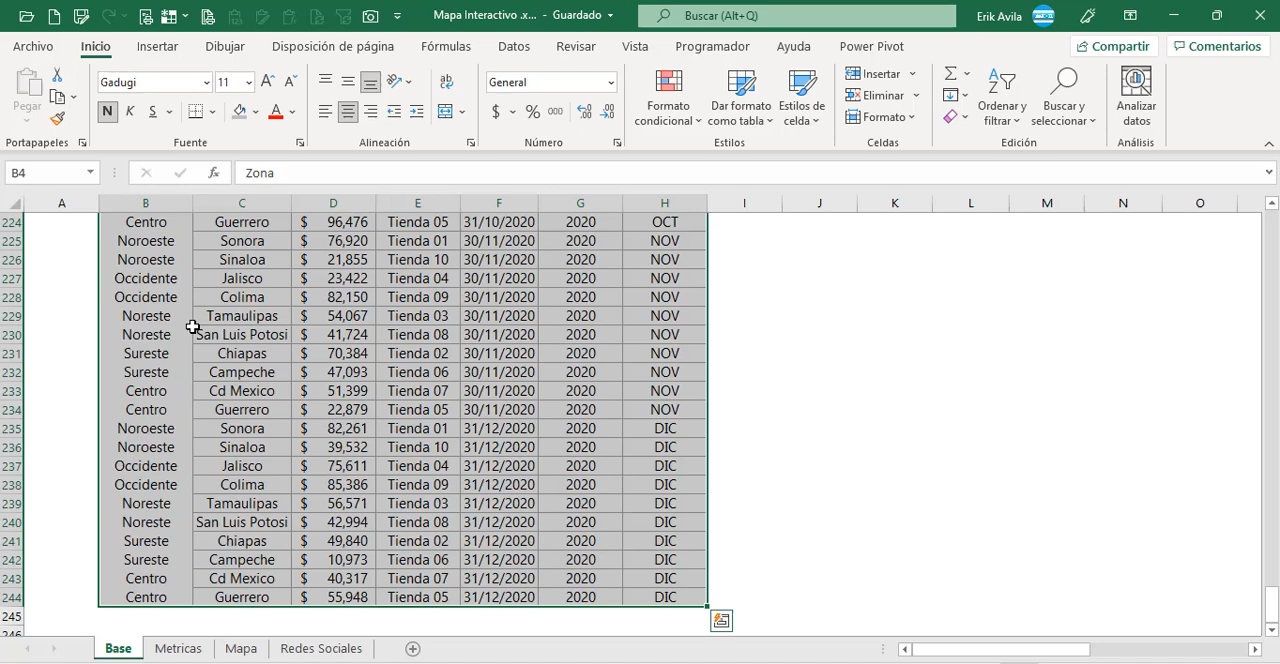 Mapa Interactivo .x... - Guardado
Buscar (Alt+Q)
Erik Avila
Archivo Inicio Insertar Dibujar Disposición de página Fórmulas Datos Revisar Vista Programador Ayuda Power Pivot Compartir Comentarios
Pegar
Gadugi 11
N K S
General
$ % 000
Formato condicional
Dar formato como tabla
Estilos de celda
Insertar
Eliminar
Formato
Ordenar y filtrar
Buscar y seleccionar
Analizar datos
Portapapeles Fuente Alineación Número Estilos Celdas Edición Análisis
B4 fx Zona
A B C D E F G H I J K L M N O
224 Centro Guerrero $ 96,476 Tienda 05 31/10/2020 2020 OCT
225 Noroeste Sonora $ 76,920 Tienda 01 30/11/2020 2020 NOV
226 Noroeste Sinaloa $ 21,855 Tienda 10 30/11/2020 2020 NOV
227 Occidente Jalisco $ 23,422 Tienda 04 30/11/2020 2020 NOV
228 Occidente Colima $ 82,150 Tienda 09 30/11/2020 2020 NOV
229 Noreste Tamaulipas $ 54,067 Tienda 03 30/11/2020 2020 NOV
230 Noreste San Luis Potosi $ 41,724 Tienda 08 30/11/2020 2020 NOV
231 Sureste Chiapas $ 70,384 Tienda 02 30/11/2020 2020 NOV
232 Sureste Campeche $ 47,093 Tienda 06 30/11/2020 2020 NOV
233 Centro Cd Mexico $ 51,399 Tienda 07 30/11/2020 2020 NOV
234 Centro Guerrero $ 22,879 Tienda 05 30/11/2020 2020 NOV
235 Noroeste Sonora $ 82,261 Tienda 01 31/12/2020 2020 DIC
236 Noroeste Sinaloa $ 39,532 Tienda 10 31/12/2020 2020 DIC
237 Occidente Jalisco $ 75,611 Tienda 04 31/12/2020 2020 DIC
238 Occidente Colima $ 85,386 Tienda 09 31/12/2020 2020 DIC
239 Noreste Tamaulipas $ 56,571 Tienda 03 31/12/2020 2020 DIC
240 Noreste San Luis Potosi $ 42,994 Tienda 08 31/12/2020 2020 DIC
241 Sureste Chiapas $ 49,840 Tienda 02 31/12/2020 2020 DIC
242 Sureste Campeche $ 10,973 Tienda 06 31/12/2020 2020 DIC
243 Centro Cd Mexico $ 40,317 Tienda 07 31/12/2020 2020 DIC
244 Centro Guerrero $ 55,948 Tienda 05 31/12/2020 2020 DIC
245
246
Base Metricas Mapa Redes Sociales